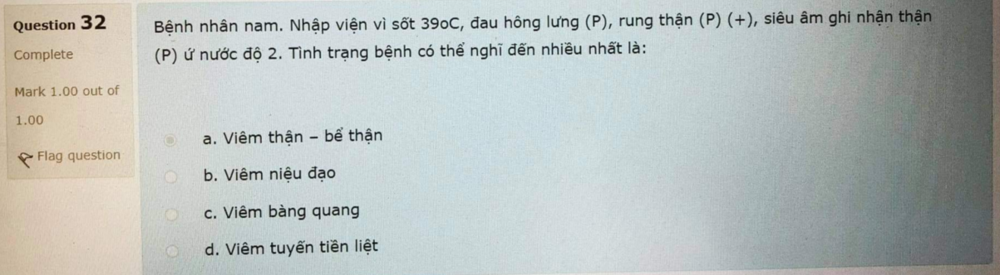 Question 32
Complete
Mark 1.00 out of
1.00
Flag question
Bệnh nhân nam. Nhập viện vì sốt 39oC, đau hông lưng (P), rung thận (P) (+), siêu âm ghi nhận thận
(P) ứ nước độ 2. Tình trạng bệnh có thể nghĩ đến nhiều nhất là:
a. Viêm thận – bể thận
b. Viêm niệu đạo
c. Viêm bàng quang
d. Viêm tuyến tiền liệt